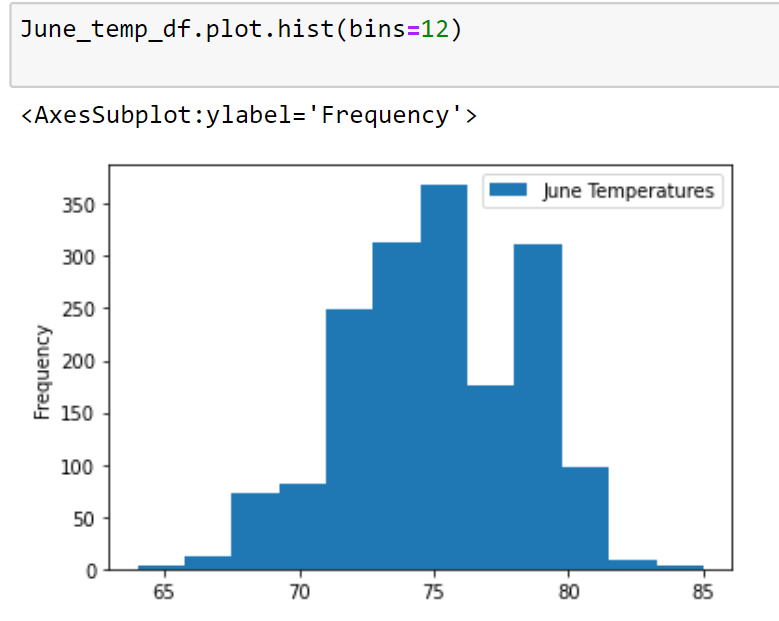 June_temp_df.plot.hist(bins=12)
<AxesSubplot:ylabel='Frequency'>
June Temperatures
350
300
250
200
150
100
50
0
Frequency
65 70 75 80 85